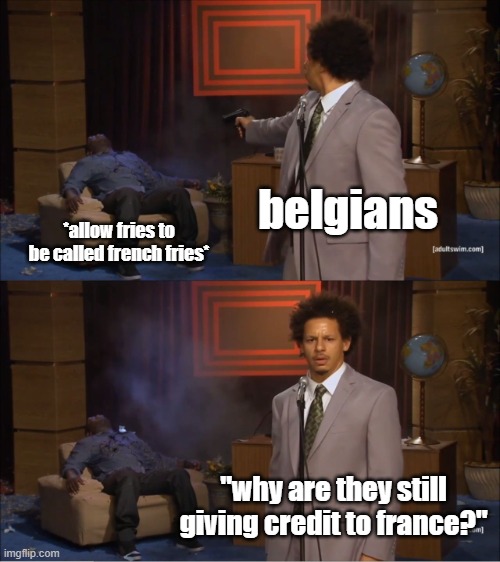 belgians
*allow fries to
be called french fries*
[adultswim.com]
"why are they still
giving credit to france?"
imgflip.com